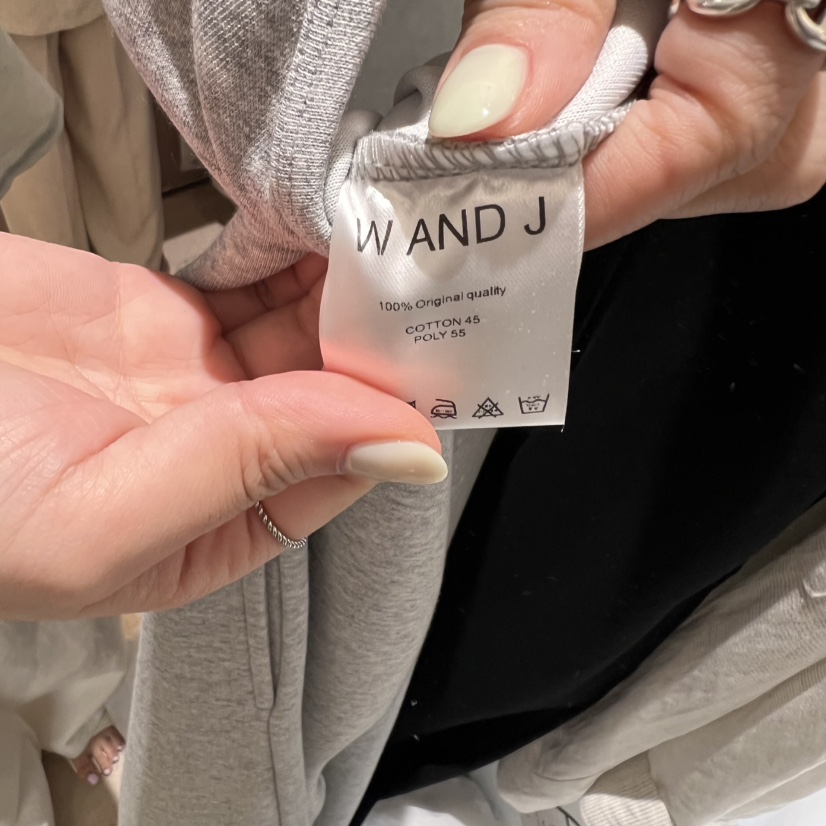 W AND J
100% Original quality
COTTON 45
POLY 55